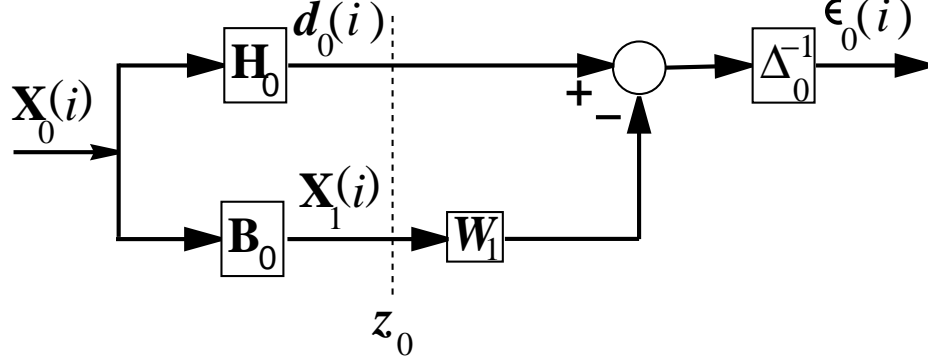 d₀(i)
ϵ₀(i)
H₀
Δ₀⁻¹
X₀(i)
+
−
X₁(i)
B₀
W₁
z₀